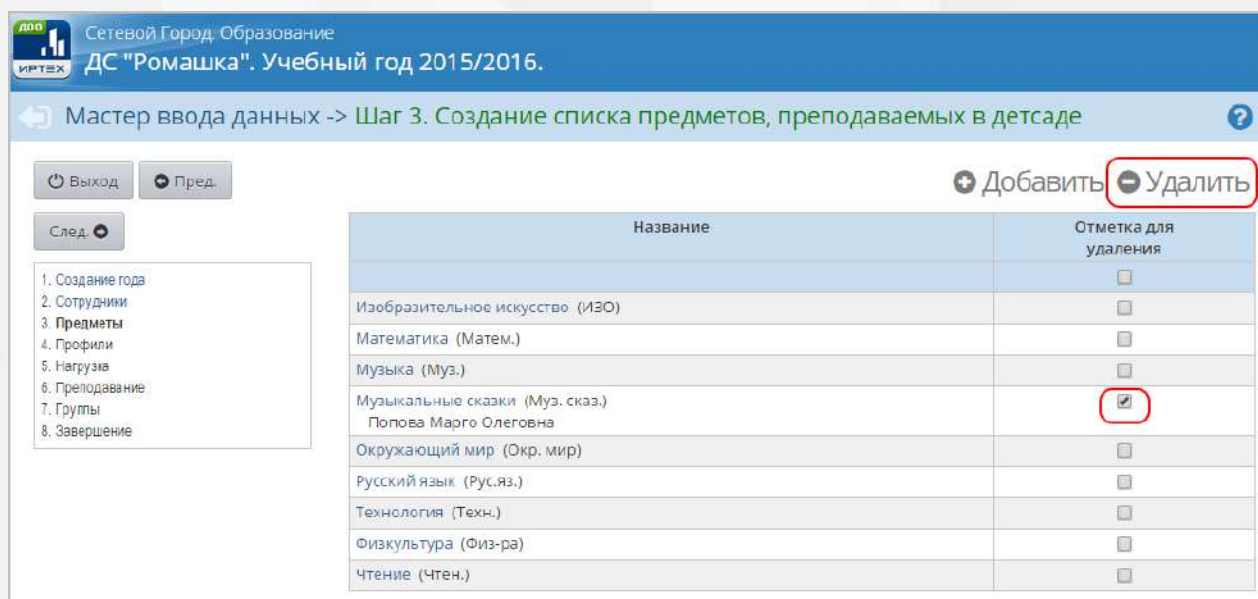 ДОО
ИРТЕХ
Сетевой Город. Образование
ДС "Ромашка". Учебный год 2015/2016.
Мастер ввода данных -> Шаг 3. Создание списка предметов, преподаваемых в детсаде
?
Выход
Пред.
Добавить
Удалить
След.
1. Создание года
2. Сотрудники
3. Предметы
4. Профили
5. Нагрузка
6. Преподавание
7. Группы
8. Завершение
Название
Отметка для
удаления
Изобразительное искусство (ИЗО)
Математика (Матем.)
Музыка (Муз.)
Музыкальные сказки (Муз. сказ.)
Попова Марго Олеговна
Окружающий мир (Окр. мир)
Русский язык (Рус.яз.)
Технология (Техн.)
Физкультура (Физ-ра)
Чтение (Чтен.)